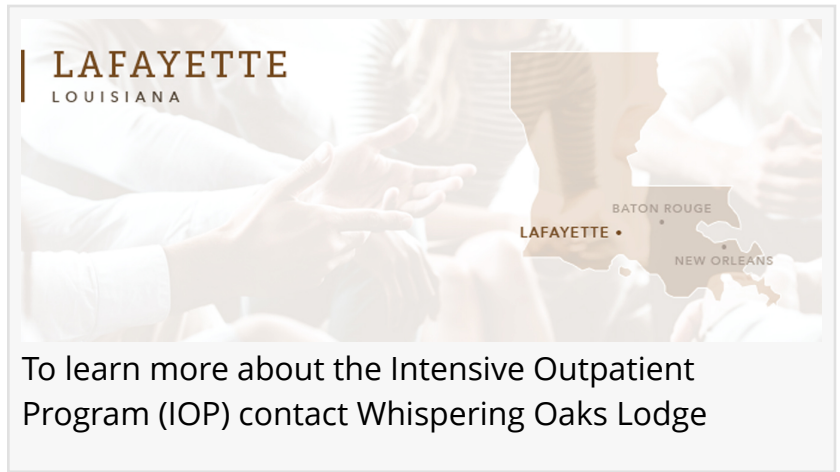 LAFAYETTE
LOUISIANA
BATON ROUGE
LAFAYETTE
NEW ORLEANS
To learn more about the Intensive Outpatient
Program (IOP) contact Whispering Oaks Lodge